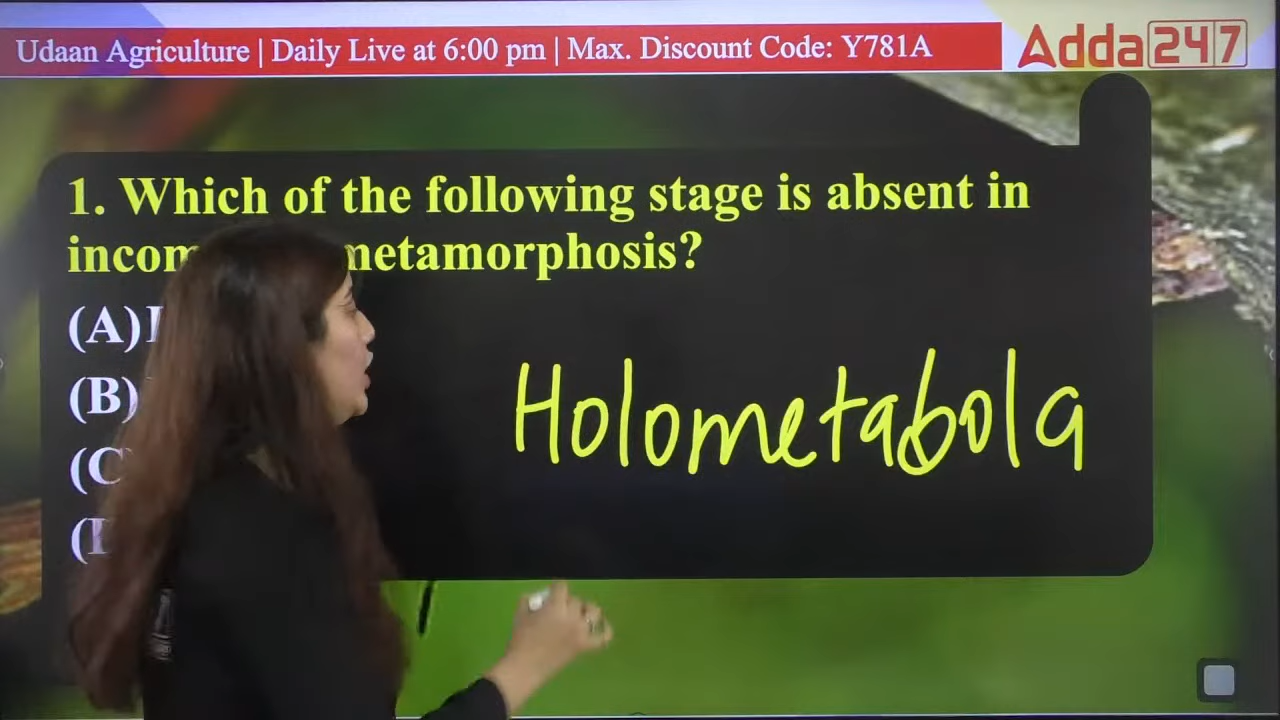 Udaan Agriculture | Daily Live at 6:00 pm | Max. Discount Code: Y781A
Adda247
1. Which of the following stage is absent in
metamorphosis?
(A)
(B)
Holometabola